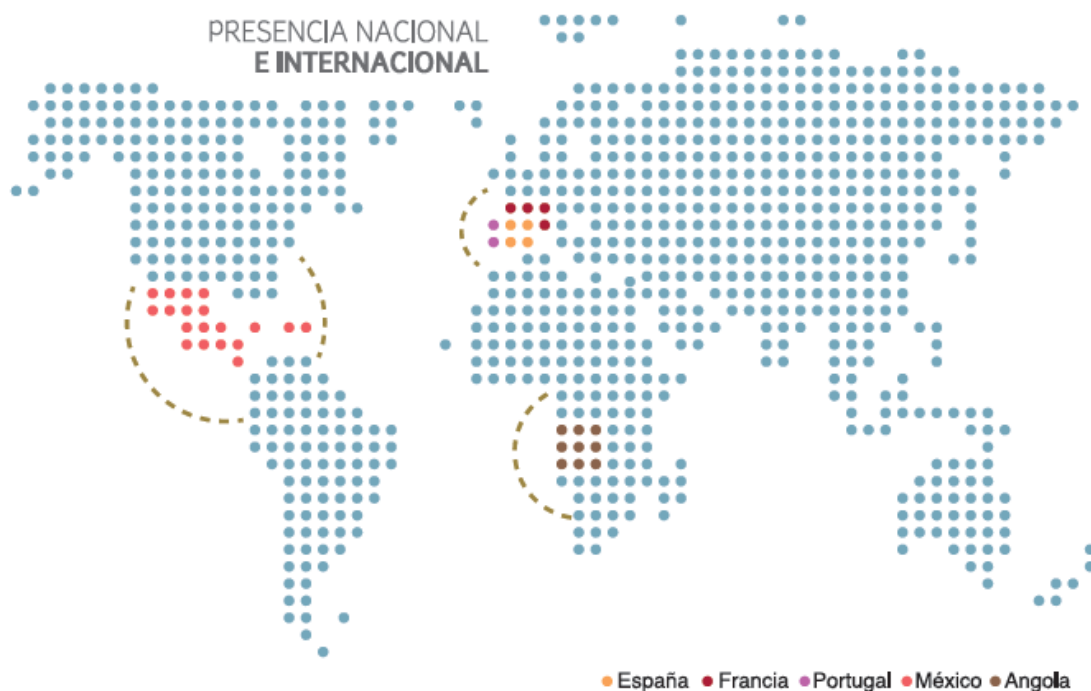 PRESENCIA NACIONAL
E INTERNACIONAL
España Francia Portugal México Angola